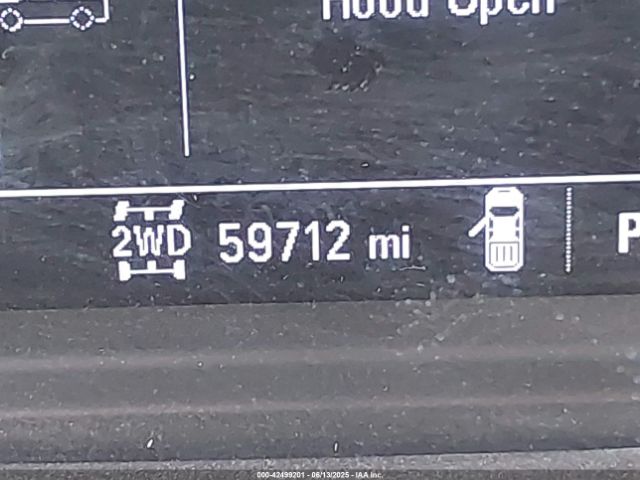 Hood Open
2WD 59712 mi P
000-42499201 - 06/13/2025 - IAA Inc.